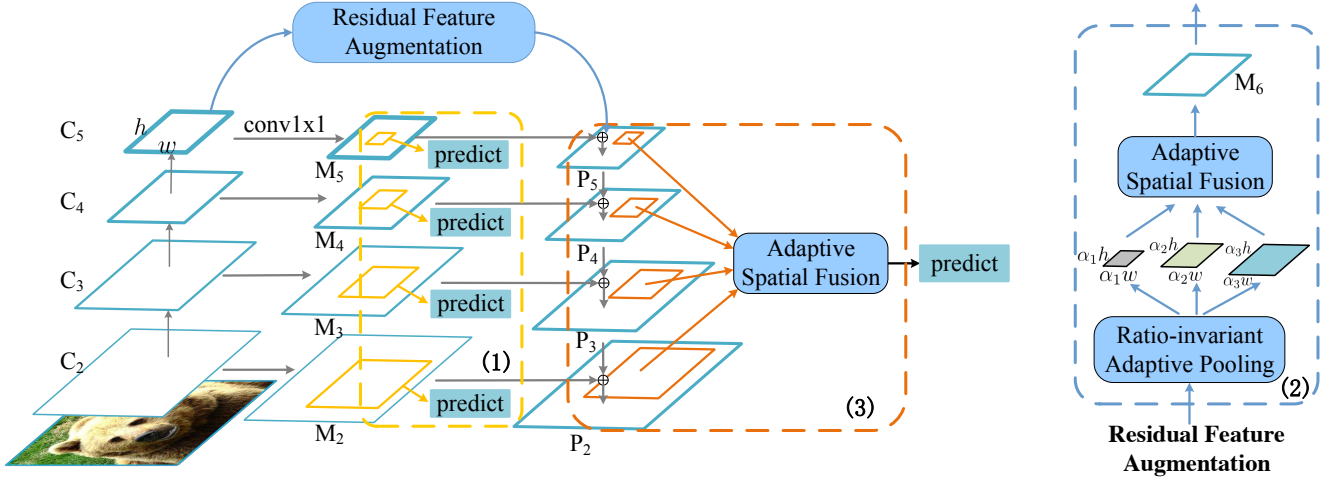 Residual Feature
Augmentation
C5
h
w
conv1x1
M5
predict
P5
C4
M4
predict
P4
C3
M3
predict
P3
C2
M2
predict
P2
(1)
Adaptive
Spatial Fusion
predict
(3)
M6
Adaptive
Spatial Fusion
α1h
α1w
α2h
α2w
α3h
α3w
Ratio-invariant
Adaptive Pooling
(2)
Residual Feature
Augmentation